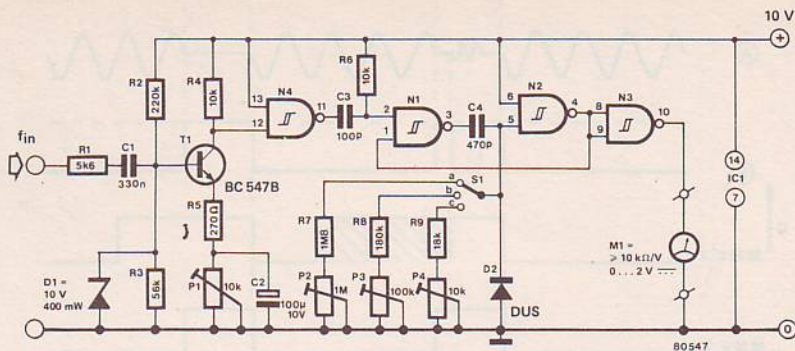 10 V
+
R2
220k
R4
10k
R6
10k
N4
13
12
11
C3
100p
N1
2
1
3
C4
470p
N2
6
5
4
N3
8
9
10
fin
R1
5k6
C1
330n
T1
BC 547B
R5
270Ω
S1
a
b
c
14
IC1
7
R7
1M8
R8
180k
R9
18k
D1 =
10 V
400 mW
R3
56k
P1
10k
C2
100µ
10V
P2
1M
P3
100k
P4
10k
D2
DUS
M1 =
≥ 10 kΩ/V
0 . . . 2 V
80547
0